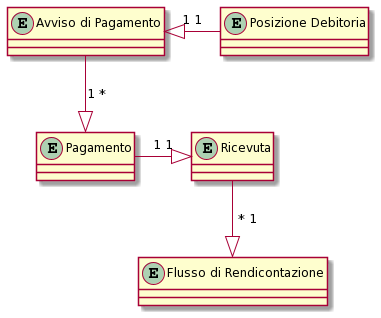 E Avviso di Pagamento 1 1 E Posizione Debitoria
1 *
E Pagamento 1 1 E Ricevuta
* 1
E Flusso di Rendicontazione